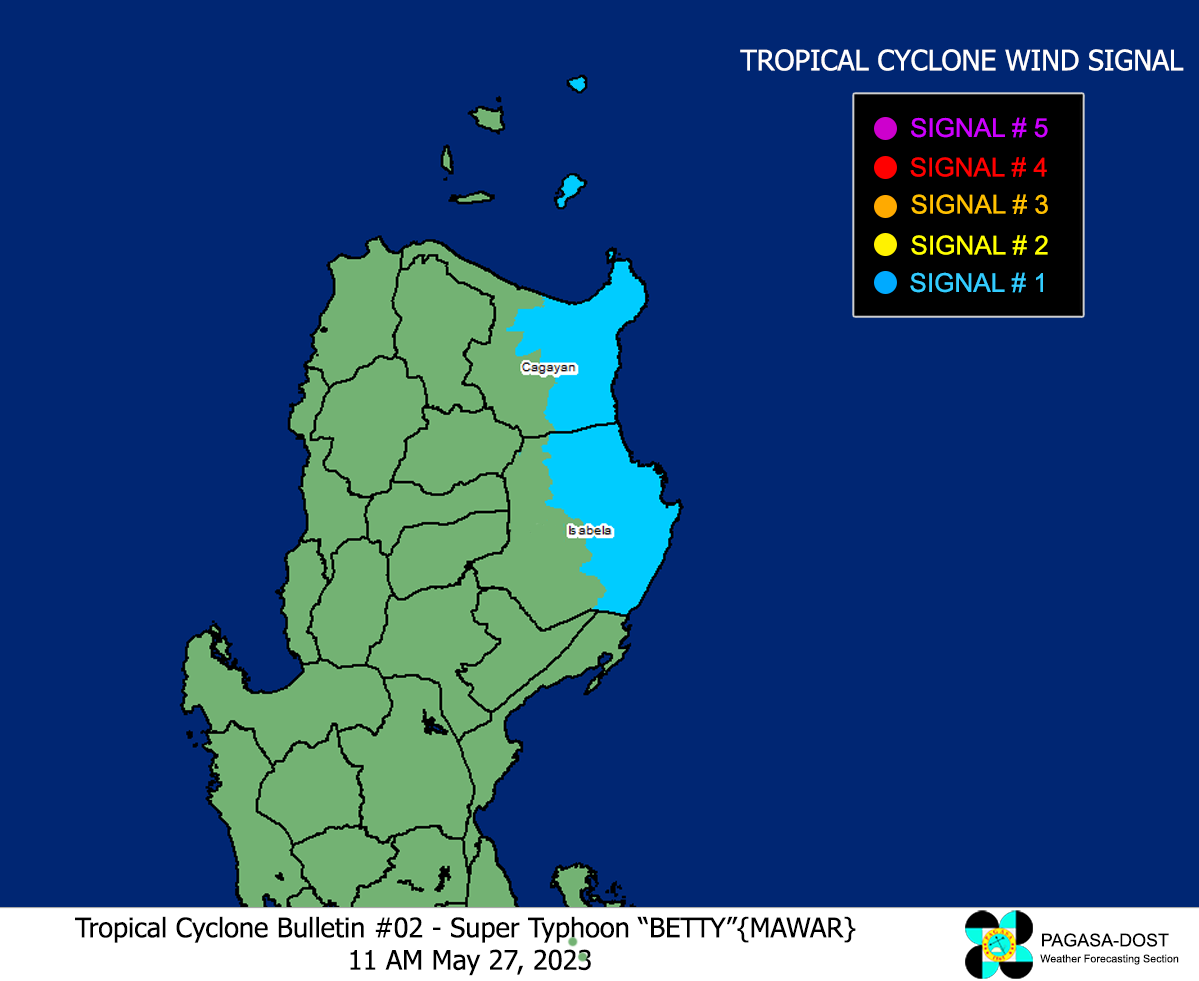 TROPICAL CYCLONE WIND SIGNAL
SIGNAL # 5
SIGNAL # 4
SIGNAL # 3
SIGNAL # 2
SIGNAL # 1
Cagayan
Isabela
Tropical Cyclone Bulletin #02 - Super Typhoon “BETTY”{MAWAR}
11 AM May 27, 2023
PAGASA-DOST
Weather Forecasting Section